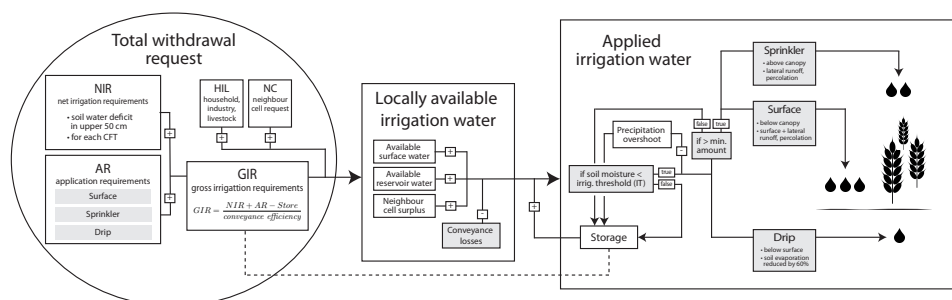 Total withdrawal
request
NIR
net irrigation requirements
• soil water deficit
in upper 50 cm
• for each CFT
+
AR
application requirements
Surface
Sprinkler
Drip
+
HIL
household,
industry,
livestock
+
NC
neighbour
cell request
+
GIR
gross irrigation requirements
GIR = NIR + AR − Store
conveyance efficiency
Locally available
irrigation water
Available
surface water
+
Available
reservoir water
+
Neighbour
cell surplus
+
-
Conveyance
losses
+
Applied
irrigation water
Precipitation
overshoot
-
false
true
if > min.
amount
if soil moisture <
irrig. threshold (IT)
true
false
Storage
Sprinkler
• above canopy
• lateral runoff,
percolation
Surface
• below canopy
• surface + lateral
runoff, percolation
Drip
• below surface
• soil evaporation
reduced by 60%